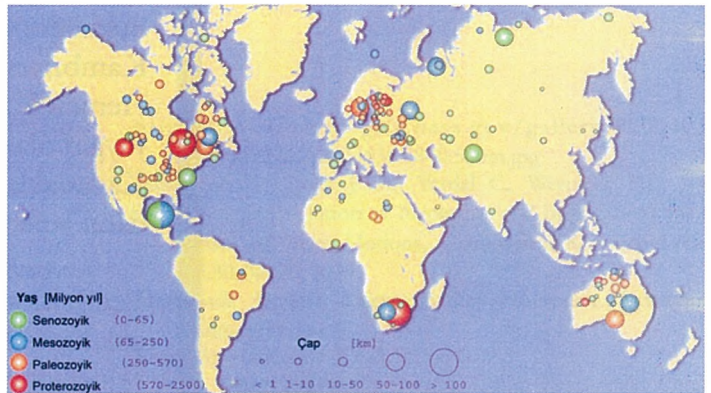 Yaş [Milyon yıl]
Senozoyik (0-65)
Mesozoyik (65-250)
Paleozoyik (250-570)
Proterozoyik (570-2500)
Çap [km]
< 1 1-10 10-50 50-100 > 100